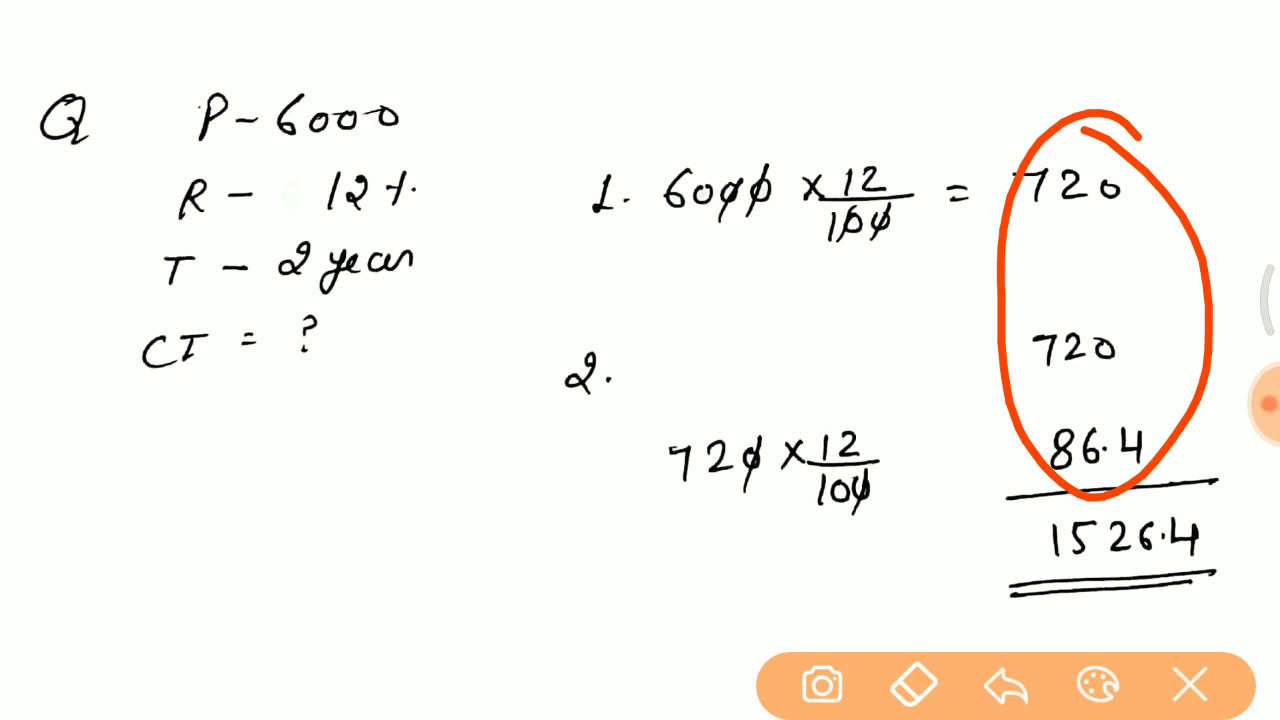 Q P - 6000
R - 12 %
T - 2 years
CI = ?
1. 6000 × 12/100 = 720
2. 720
720 × 12/100 86.4
1526.4